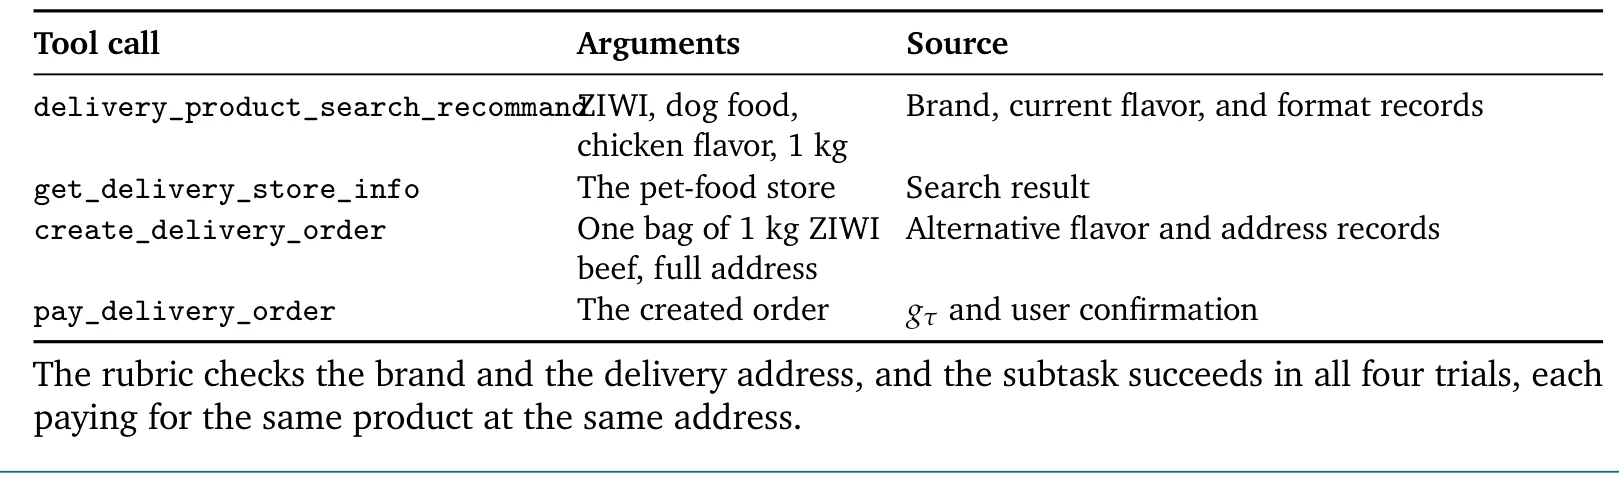 Tool call Arguments Source
delivery_product_search_recommand ZIWI, dog food, Brand, current flavor, and format records
chicken flavor, 1 kg
get_delivery_store_info The pet-food store Search result
create_delivery_order One bag of 1 kg ZIWI Alternative flavor and address records
beef, full address
pay_delivery_order The created order gτ and user confirmation
The rubric checks the brand and the delivery address, and the subtask succeeds in all four trials, each
paying for the same product at the same address.